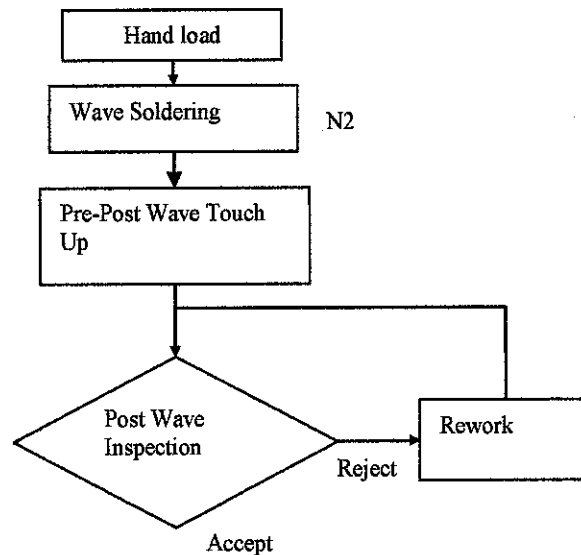 Hand load
Wave Soldering
N2
Pre-Post Wave Touch
Up
Post Wave
Inspection
Rework
Reject
Accept